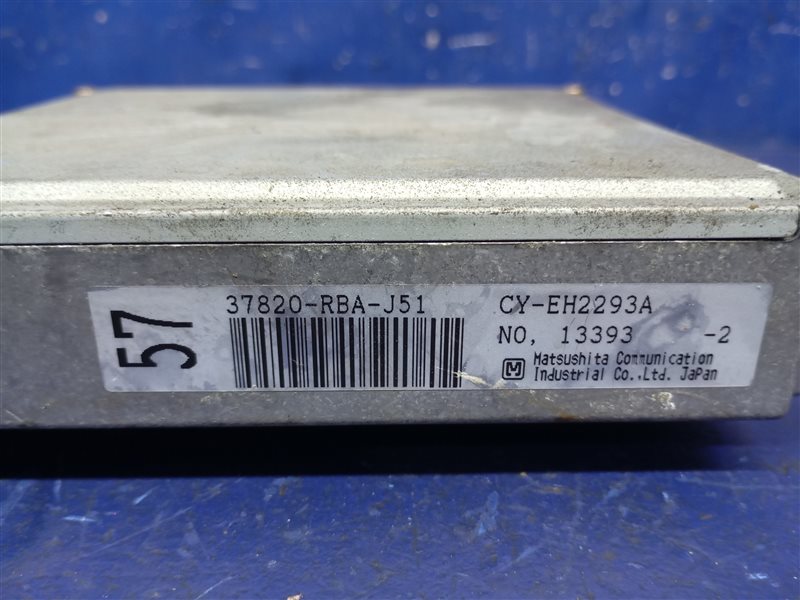 57
37820-RBA-J51
CY-EH2293A
NO, 13393 -2
M Matsushita Communication
Industrial Co.,Ltd. JaPan